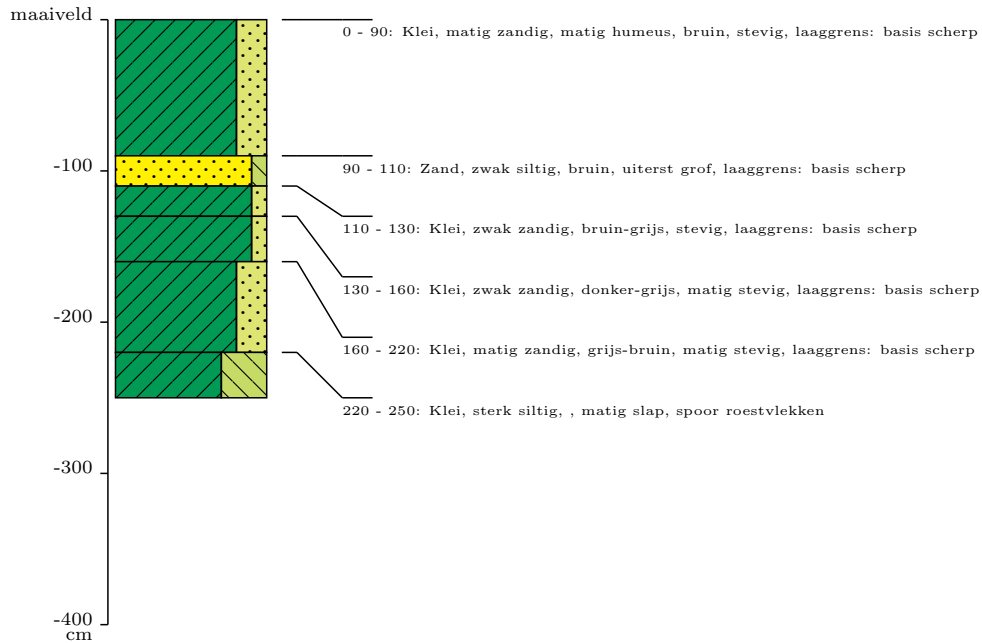 maaiveld
0 - 90: Klei, matig zandig, matig humeus, bruin, stevig, laaggrens: basis scherp
-100
90 - 110: Zand, zwak siltig, bruin, uiterst grof, laaggrens: basis scherp
110 - 130: Klei, zwak zandig, bruin-grijs, stevig, laaggrens: basis scherp
130 - 160: Klei, zwak zandig, donker-grijs, matig stevig, laaggrens: basis scherp
-200
160 - 220: Klei, matig zandig, grijs-bruin, matig stevig, laaggrens: basis scherp
220 - 250: Klei, sterk siltig, , matig slap, spoor roestvlekken
-300
-400
cm